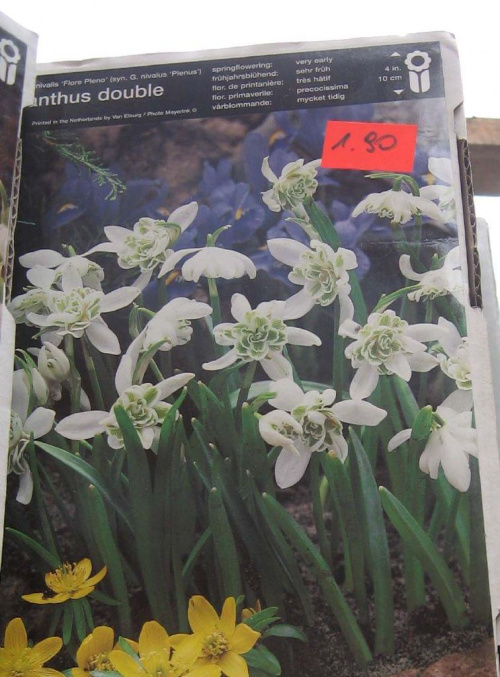 nivalis 'Flore Pleno' (syn. G. nivalus 'Plenus')
anthus double
Printed in the Netherlands by Van Elburg / Photo Mayerink ©
springflowering: very early
frühjahrsblühend: sehr früh
flor. de printanière: très hâtif
flor. primaverile: precocissima
vårblommande: mycket tidig
4 in.
10 cm
1.90